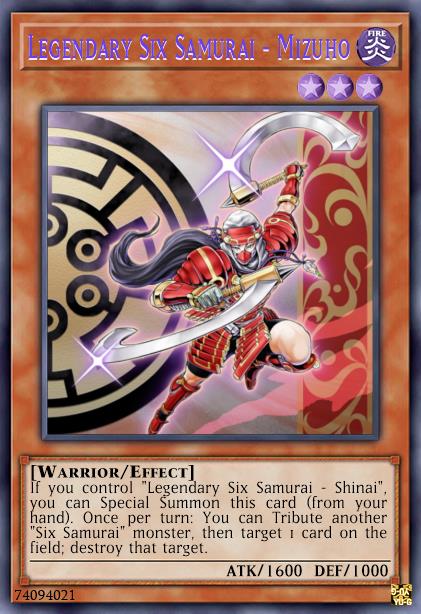 Legendary Six Samurai - Mizuho
FIRE
炎
[Warrior/Effect]
If you control "Legendary Six Samurai - Shinai",
you can Special Summon this card (from your
hand). Once per turn: You can Tribute another
"Six Samurai" monster, then target 1 card on the
field; destroy that target.
ATK/1600 DEF/1000
74094021